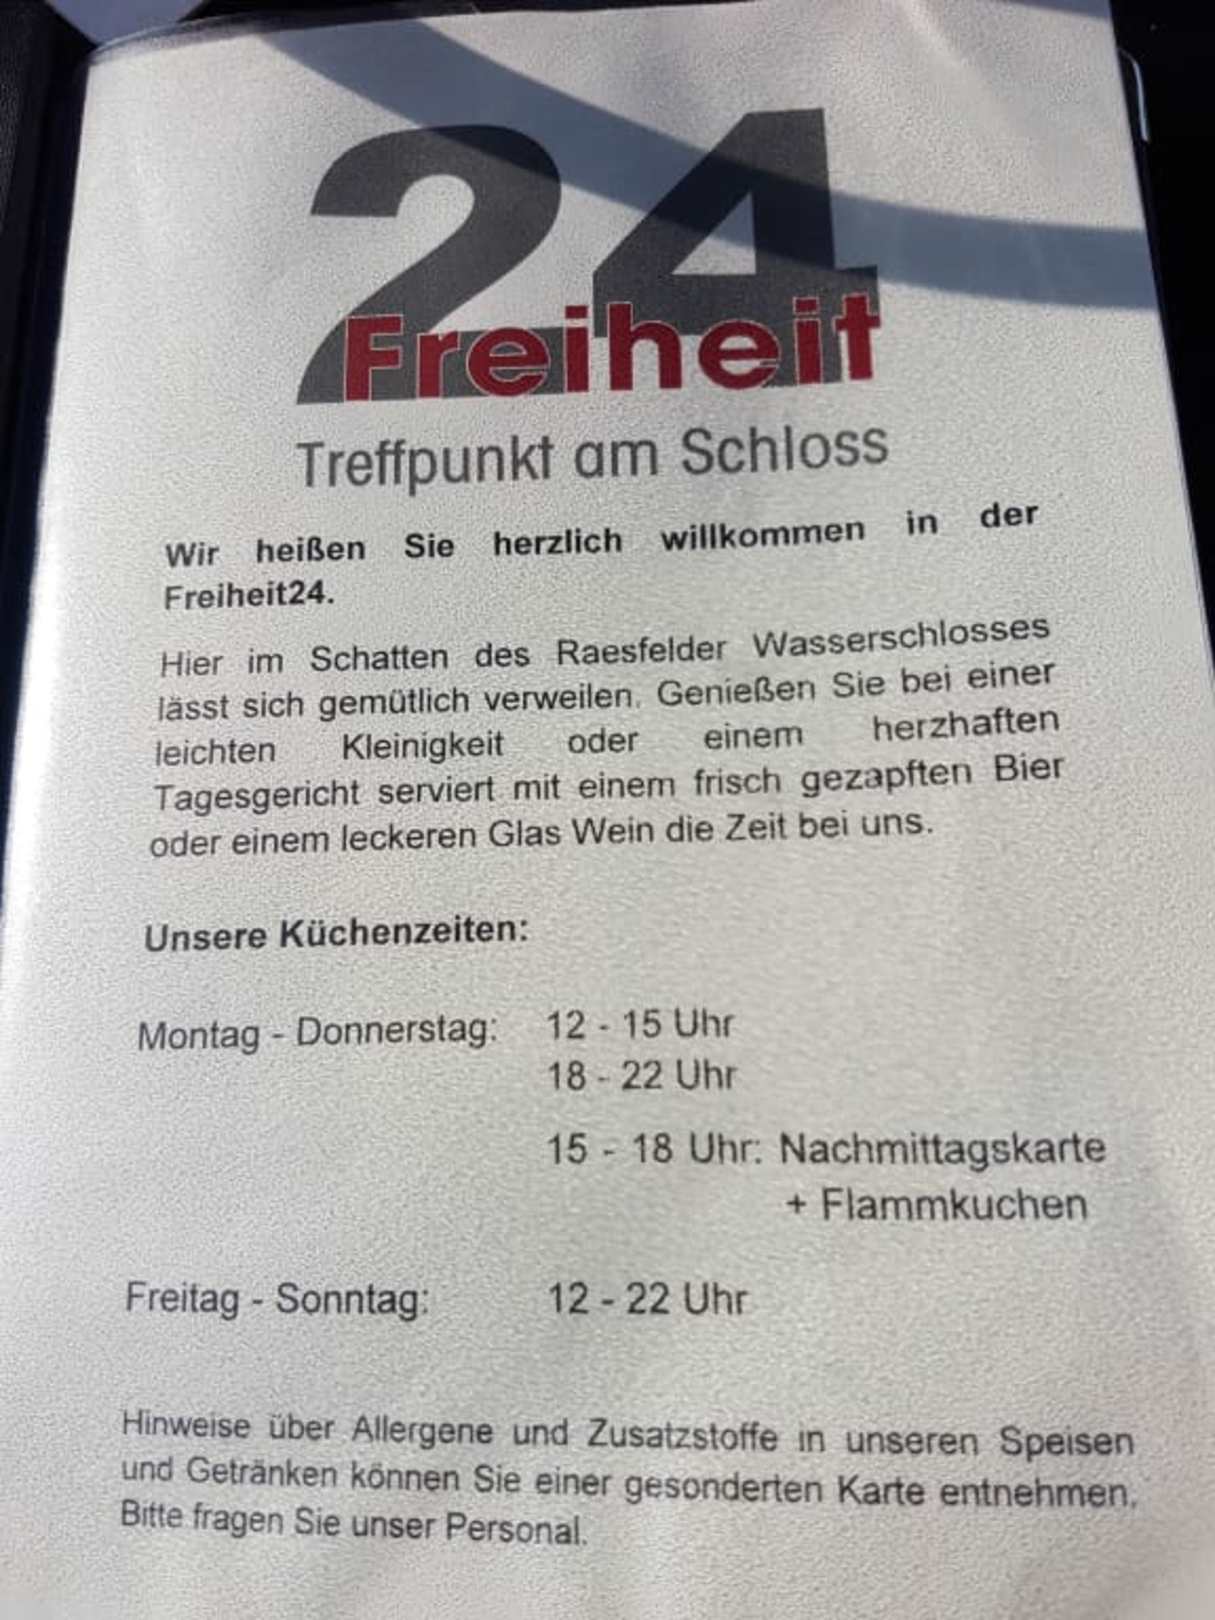 24
Freiheit
Treffpunkt am Schloss
Wir heißen Sie herzlich willkommen in der
Freiheit24.
Hier im Schatten des Raesfelder Wasserschlosses
lässt sich gemütlich verweilen. Genießen Sie bei einer
leichten Kleinigkeit oder einem herzhaften
Tagesgericht serviert mit einem frisch gezapften Bier
oder einem leckeren Glas Wein die Zeit bei uns.
Unsere Küchenzeiten:
Montag - Donnerstag: 12 - 15 Uhr
18 - 22 Uhr
15 - 18 Uhr: Nachmittagskarte
+ Flammkuchen
Freitag - Sonntag: 12 - 22 Uhr
Hinweise über Allergene und Zusatzstoffe in unseren Speisen
und Getränken können Sie einer gesonderten Karte entnehmen.
Bitte fragen Sie unser Personal.